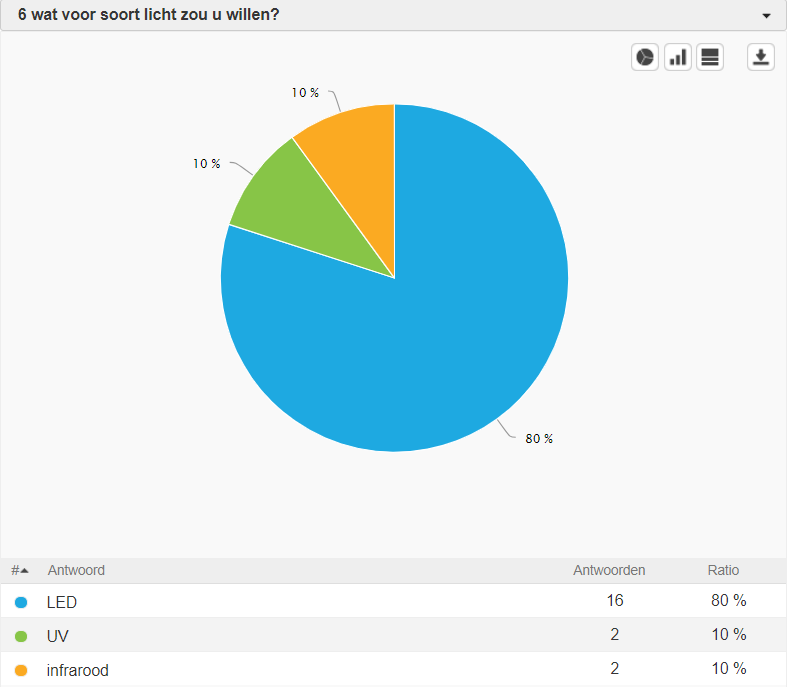 6 wat voor soort licht zou u willen?
10 %
10 %
80 %
# Antwoord Antwoorden Ratio
LED 16 80 %
UV 2 10 %
infrarood 2 10 %